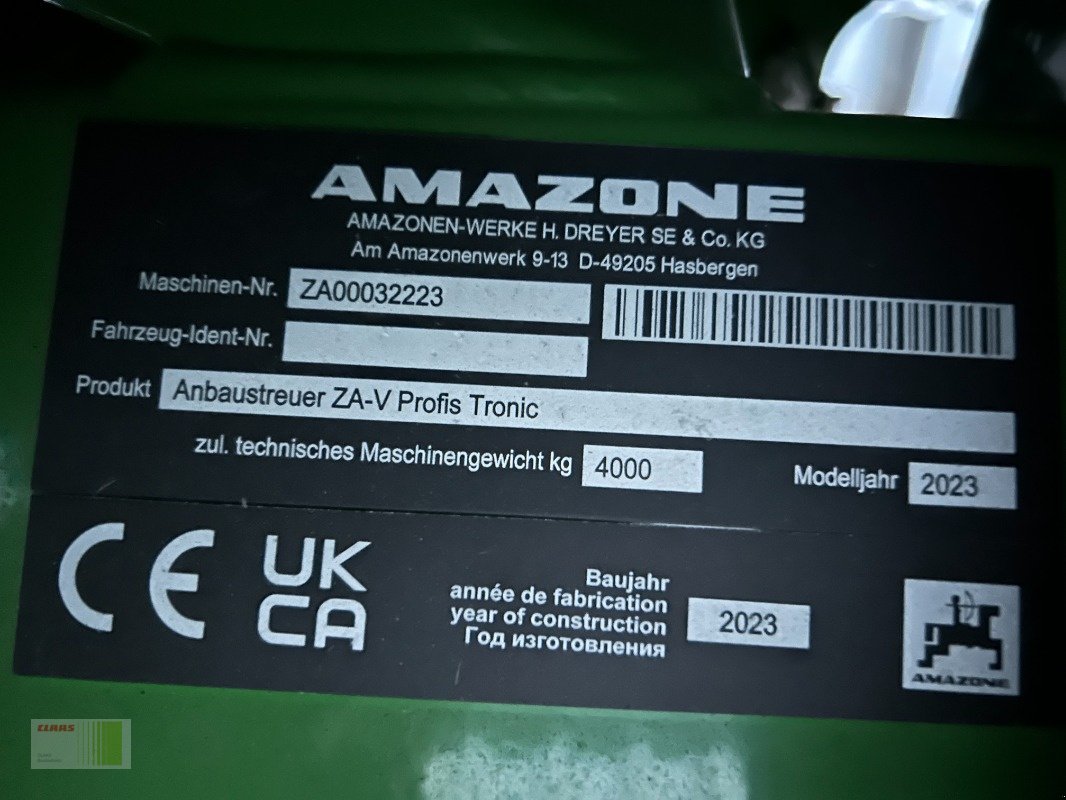 AMAZONE
AMAZONEN-WERKE H. DREYER SE & Co. KG
Am Amazonenwerk 9-13 D-49205 Hasbergen
Maschinen-Nr. ZA00032223
Fahrzeug-Ident-Nr.
Produkt Anbaustreuer ZA-V Profis Tronic
zul. technisches Maschinengewicht kg 4000 Modelljahr 2023
CE UK
CA
Baujahr
année de fabrication
year of construction 2023
Год изготовления
AMAZONE
CLAAS